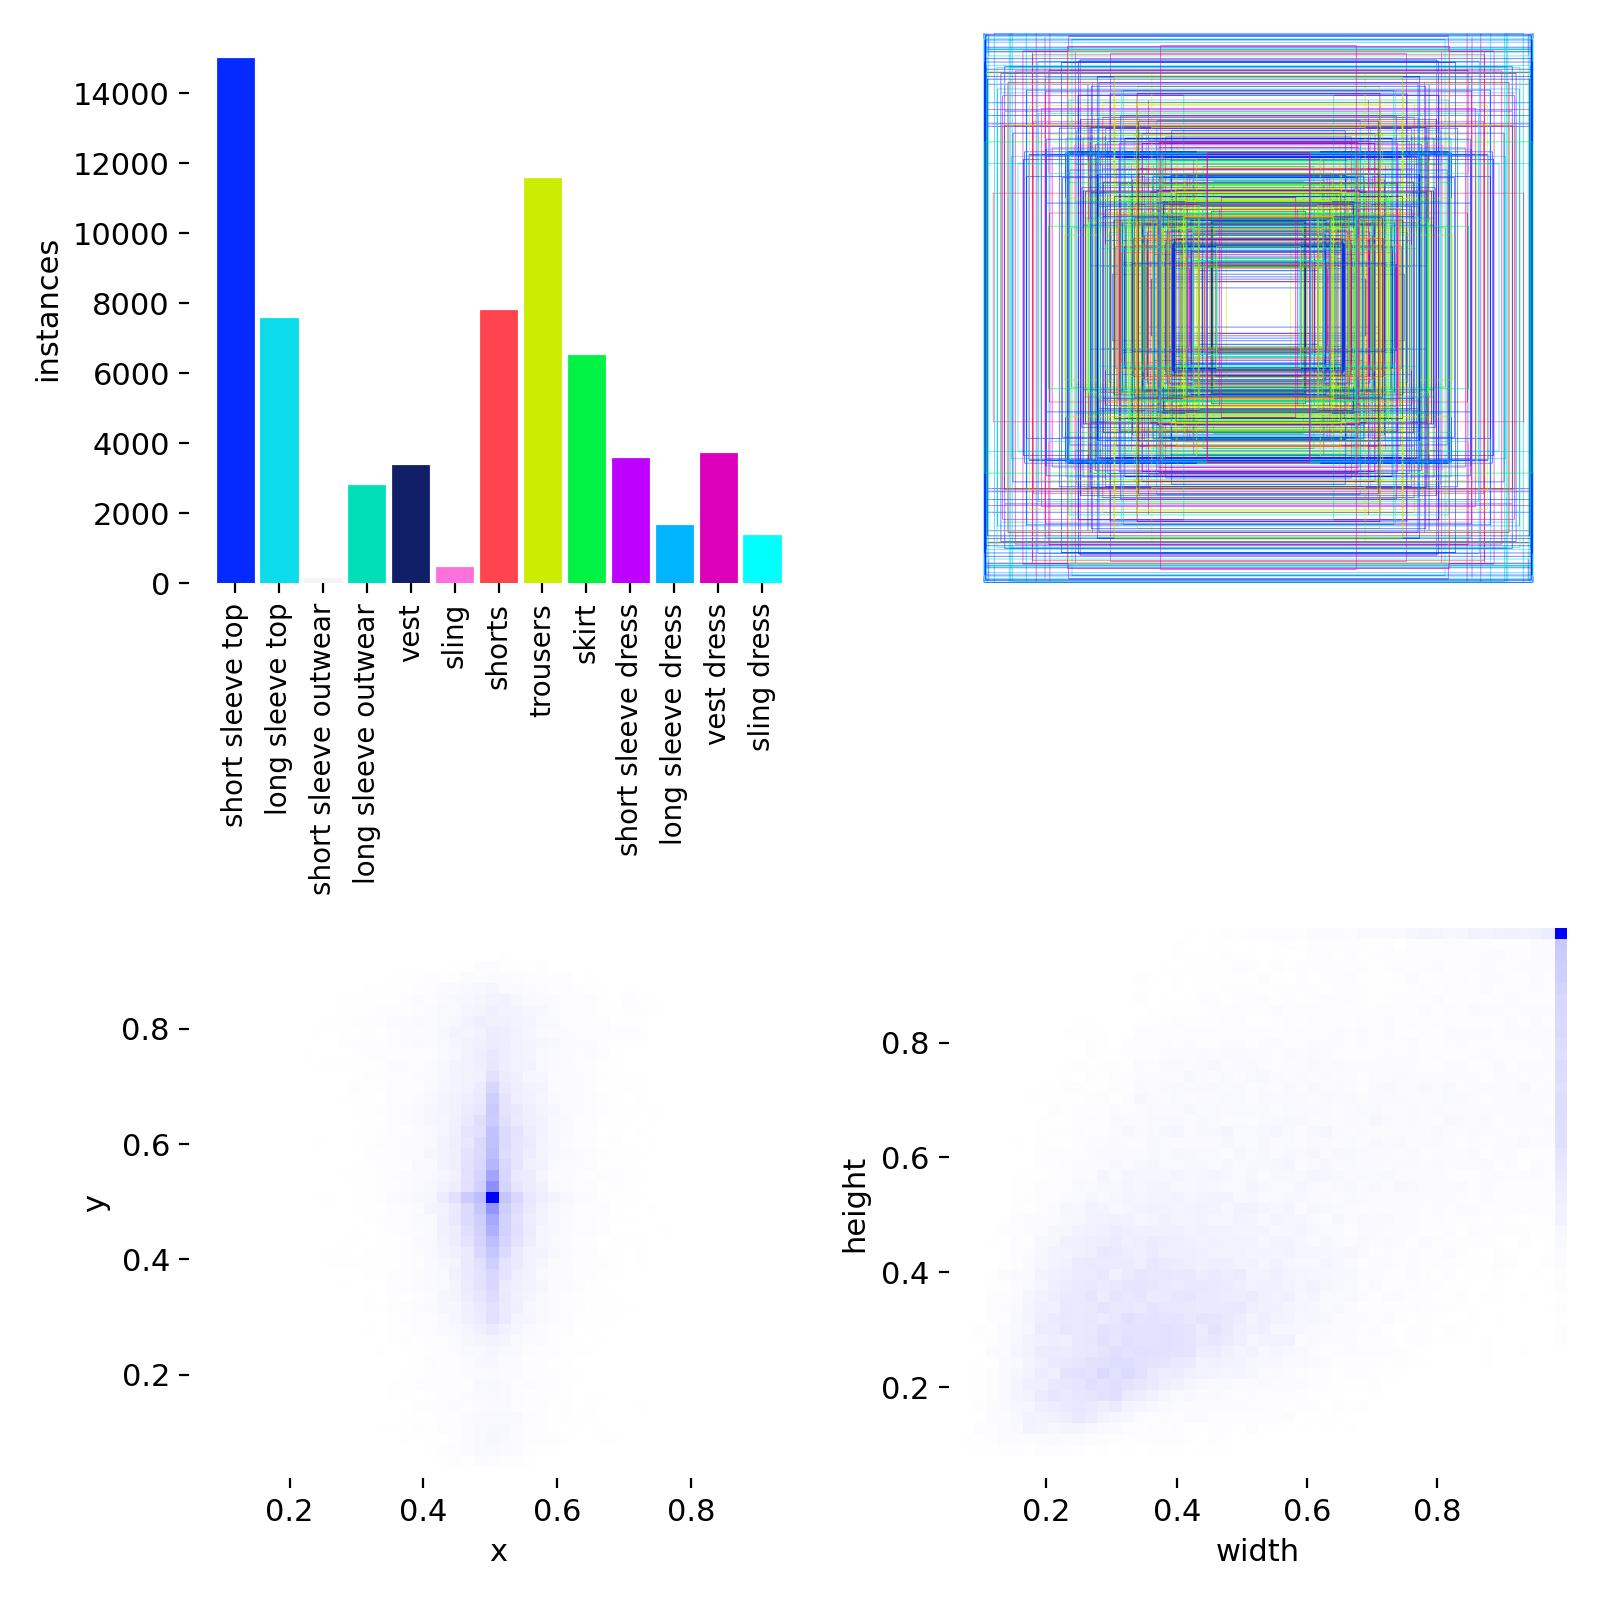 14000
12000
10000
8000
6000
4000
2000
0
instances
short sleeve top
long sleeve top
short sleeve outwear
long sleeve outwear
vest
sling
shorts
trousers
skirt
short sleeve dress
long sleeve dress
vest dress
sling dress
0.8
0.6
0.4
0.2
y
0.2 0.4 0.6 0.8
x
0.8
0.6
0.4
0.2
height
0.2 0.4 0.6 0.8
width